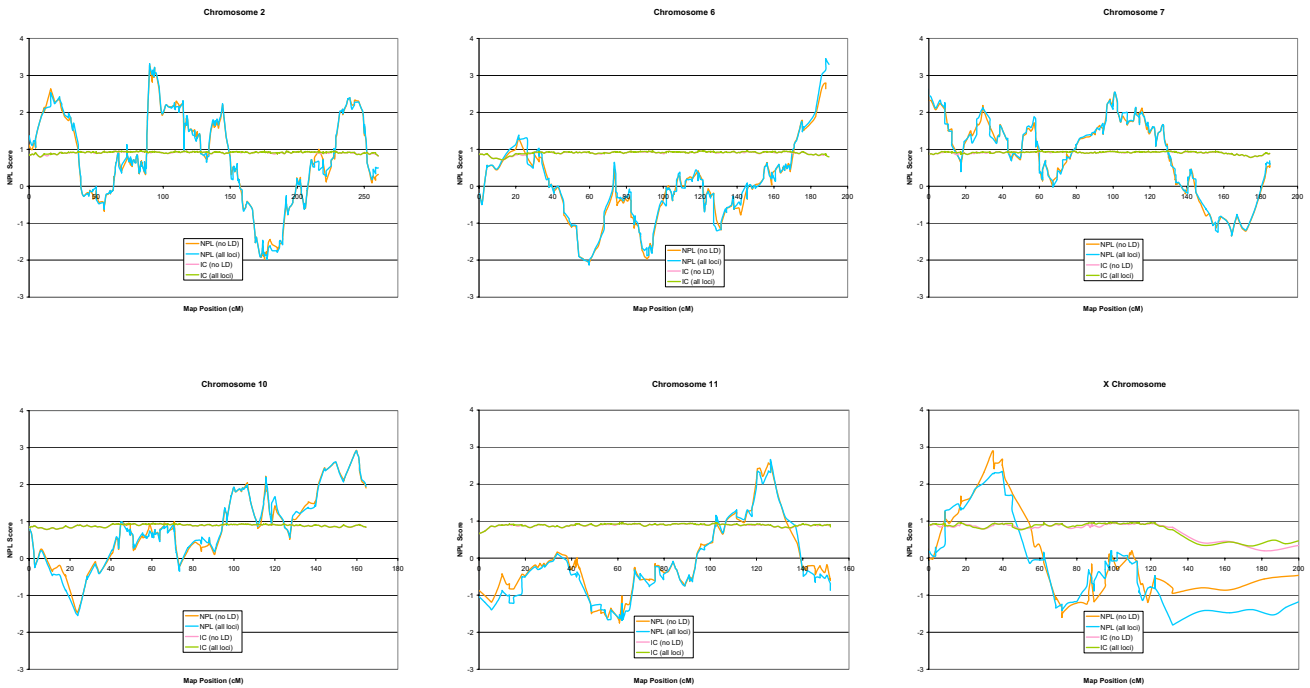 Chromosome 2
4
3
2
1
0
-1
-2
-3
0 50 100 150 200 250
NPL Score
NPL (no LD)
NPL (all loci)
IC (no LD)
IC (all loci)
Map Position (cM)
Chromosome 6
4
3
2
1
0
-1
-2
-3
0 20 40 60 80 100 120 140 160 180 200
NPL Score
NPL (no LD)
NPL (all loci)
IC (no LD)
IC (all loci)
Map Position (cM)
Chromosome 7
4
3
2
1
0
-1
-2
-3
0 20 40 60 80 100 120 140 160 180 200
NPL Score
NPL (no LD)
NPL (all loci)
IC (no LD)
IC (all loci)
Map Position (cM)
Chromosome 10
4
3
2
1
0
-1
-2
-3
0 20 40 60 80 100 120 140 160 180
NPL Score
NPL (no LD)
NPL (all loci)
IC (no LD)
IC (all loci)
Map Position (cM)
Chromosome 11
4
3
2
1
0
-1
-2
-3
0 20 40 60 80 100 120 140 160
NPL Score
NPL (no LD)
NPL (all loci)
IC (no LD)
IC (all loci)
Map Position (cM)
X Chromosome
4
3
2
1
0
-1
-2
-3
0 20 40 60 80 100 120 140 160 180 200
NPL Score
NPL (no LD)
NPL (all loci)
IC (no LD)
IC (all loci)
Map Position (cM)